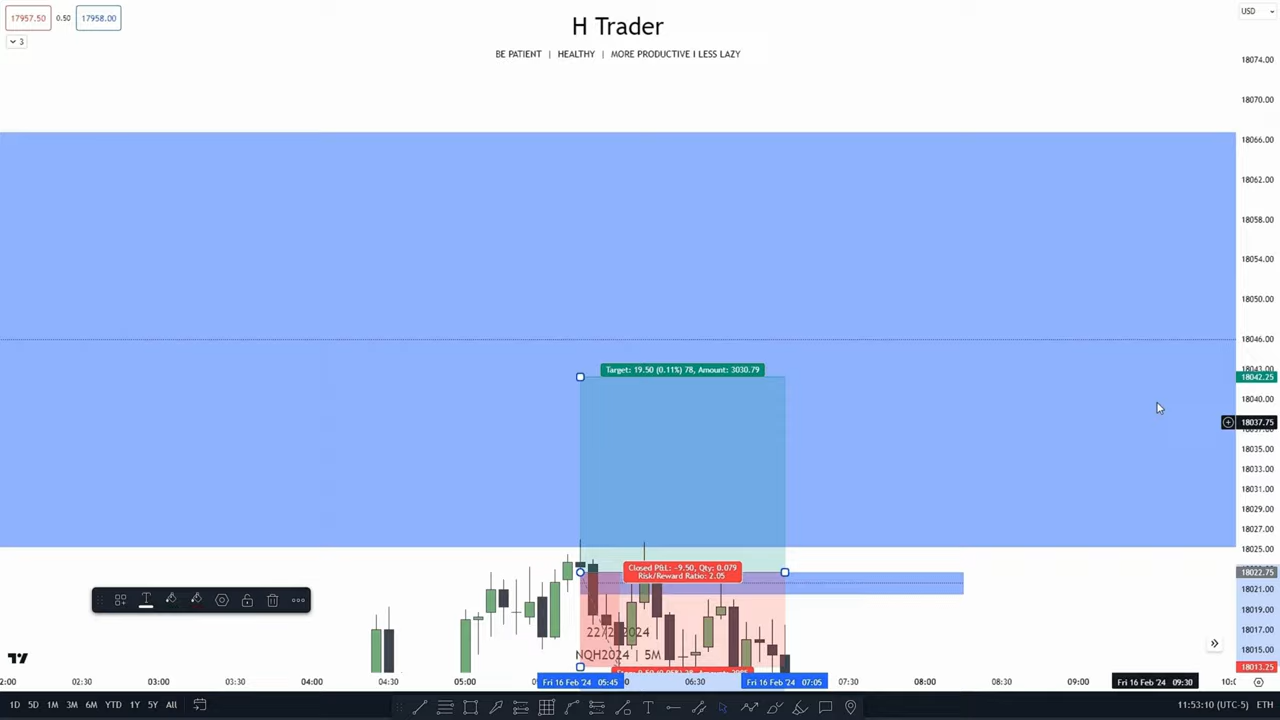 17957.50 0.50 17958.00
3
H Trader
BE PATIENT | HEALTHY | MORE PRODUCTIVE I LESS LAZY
USD
18074.00
18070.00
18066.00
18062.00
18058.00
18054.00
18050.00
18046.00
18043.00
18042.25
18040.00
18037.75
18035.00
18033.00
18031.00
18029.00
18027.00
18025.00
18022.75
18021.00
18019.00
18017.00
18015.00
18013.25
Target: 19.50 (0.11%) 78, Amount: 3030.79
Closed P&L: -9.50, Qty: 0.079
Risk/Reward Ratio: 2.05
22/2/2024
NQH2024 | 5M
2:00 02:30 03:00 03:30 04:00 04:30 05:00 Fri 16 Feb '24 05:45 06:30 Fri 16 Feb '24 07:05 07:30 08:00 08:30 09:00 Fri 16 Feb '24 09:30
1D 5D 1M 3M 6M YTD 1Y 5Y All 11:53:10 (UTC-5) ETH